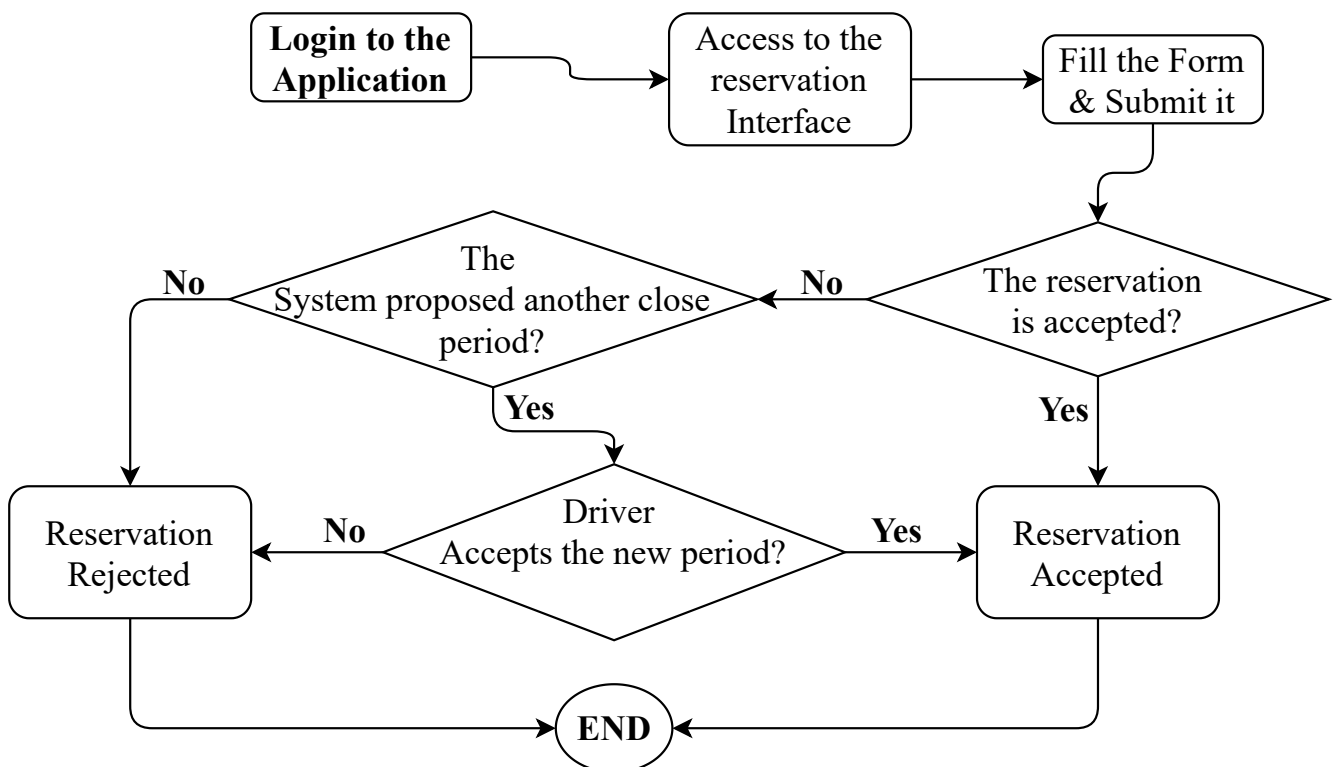 Login to the
Application
Access to the
reservation
Interface
Fill the Form
& Submit it
The reservation
is accepted?
No
Yes
The
System proposed another close
period?
No
Yes
Driver
Accepts the new period?
No
Yes
Reservation
Rejected
Reservation
Accepted
END